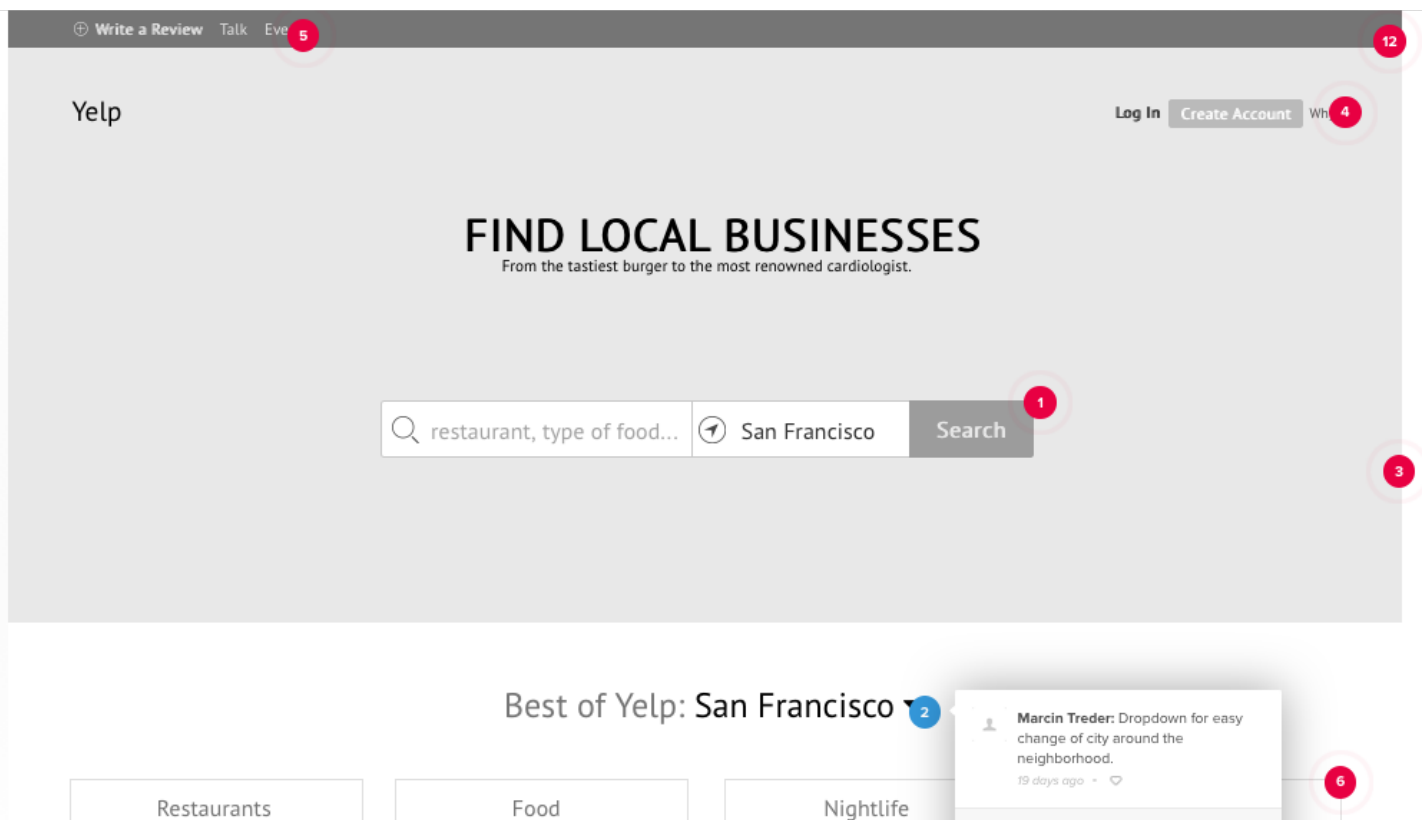 Write a Review Talk
5
12
Yelp
Log In Create Account
4
FIND LOCAL BUSINESSES
From the tastiest burger to the most renowned cardiologist.
1
restaurant, type of food... San Francisco Search
3
Best of Yelp: San Francisco
2
Marcin Treder: Dropdown for easy
change of city around the
neighborhood.
19 days ago
6
Restaurants Food Nightlife